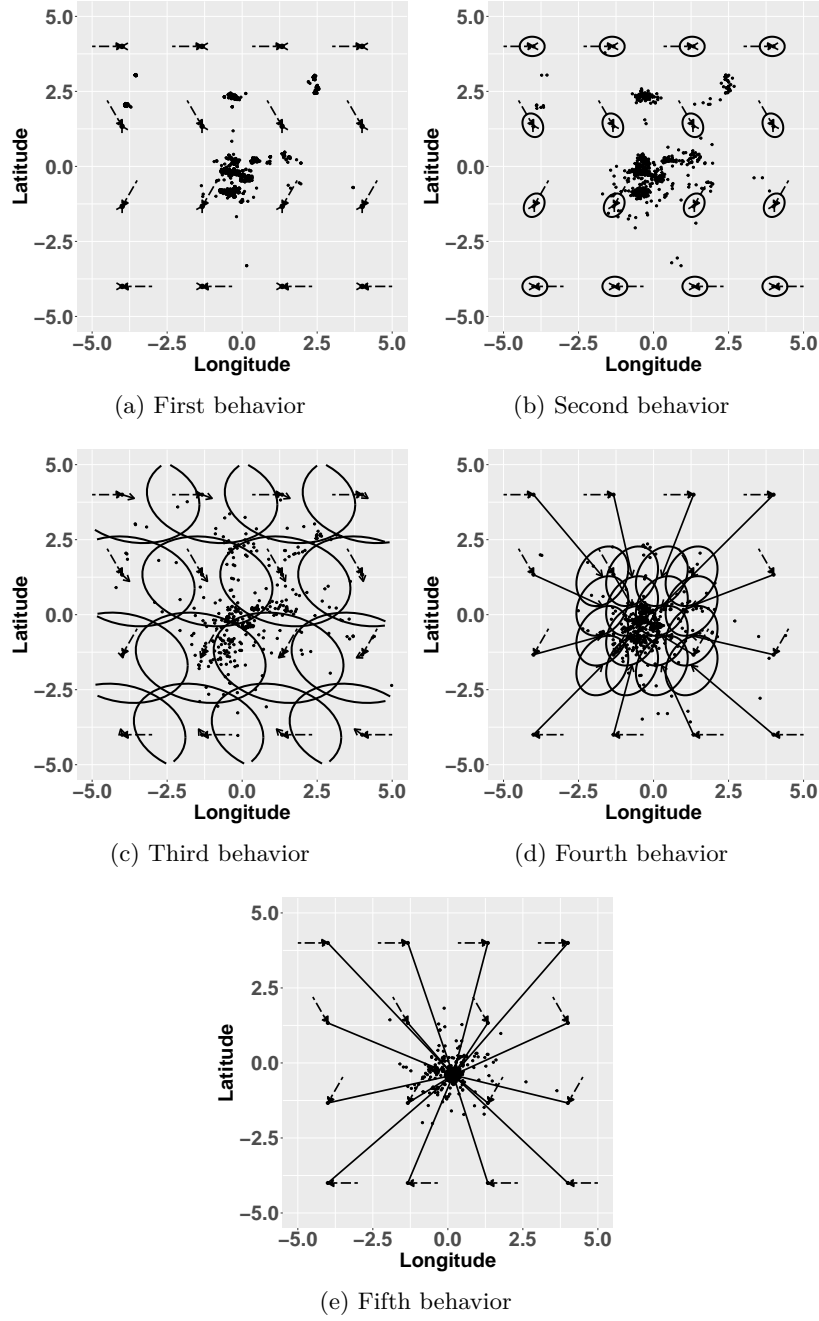 5.0
2.5
0.0
−2.5
−5.0
Latitude
−5.0 −2.5 0.0 2.5 5.0
Longitude
(a) First behavior
5.0
2.5
0.0
−2.5
−5.0
Latitude
−5.0 −2.5 0.0 2.5 5.0
Longitude
(b) Second behavior
5.0
2.5
0.0
−2.5
−5.0
Latitude
−5.0 −2.5 0.0 2.5 5.0
Longitude
(c) Third behavior
5.0
2.5
0.0
−2.5
−5.0
Latitude
−5.0 −2.5 0.0 2.5 5.0
Longitude
(d) Fourth behavior
5.0
2.5
0.0
−2.5
−5.0
Latitude
−5.0 −2.5 0.0 2.5 5.0
Longitude
(e) Fifth behavior